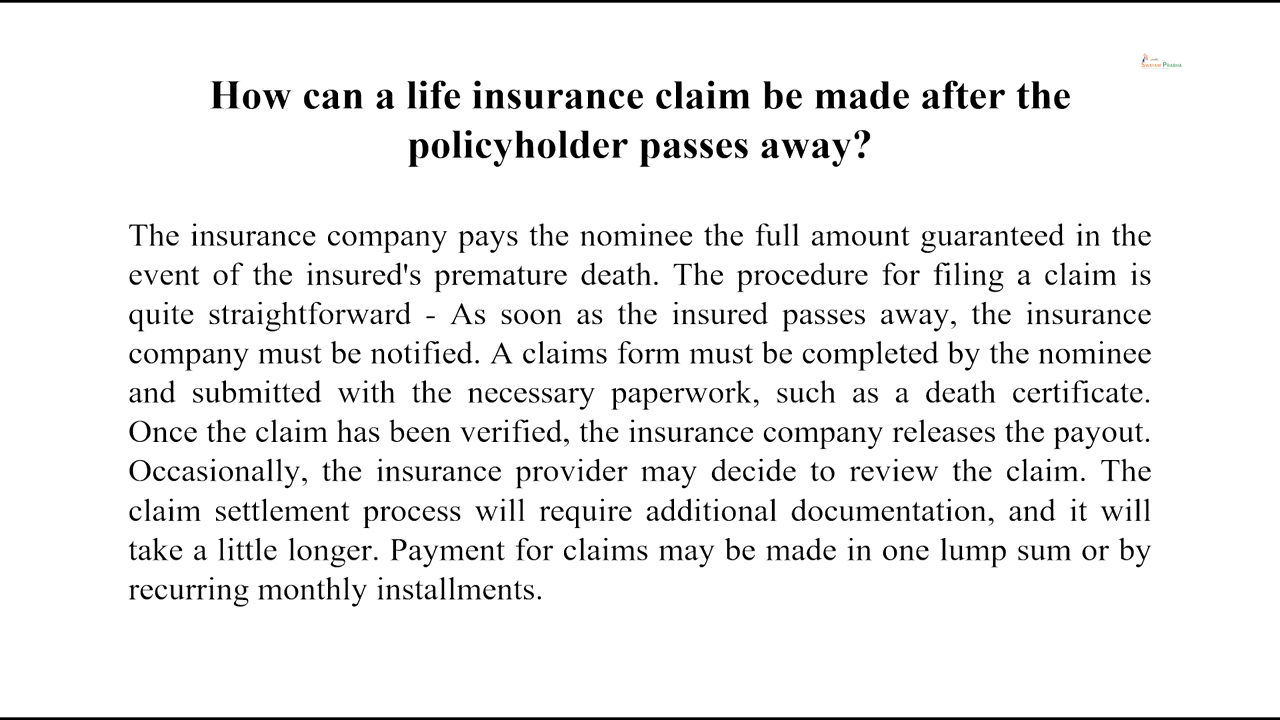 Swayam Prabha
How can a life insurance claim be made after the
policyholder passes away?
The insurance company pays the nominee the full amount guaranteed in the
event of the insured's premature death. The procedure for filing a claim is
quite straightforward - As soon as the insured passes away, the insurance
company must be notified. A claims form must be completed by the nominee
and submitted with the necessary paperwork, such as a death certificate.
Once the claim has been verified, the insurance company releases the payout.
Occasionally, the insurance provider may decide to review the claim. The
claim settlement process will require additional documentation, and it will
take a little longer. Payment for claims may be made in one lump sum or by
recurring monthly installments.